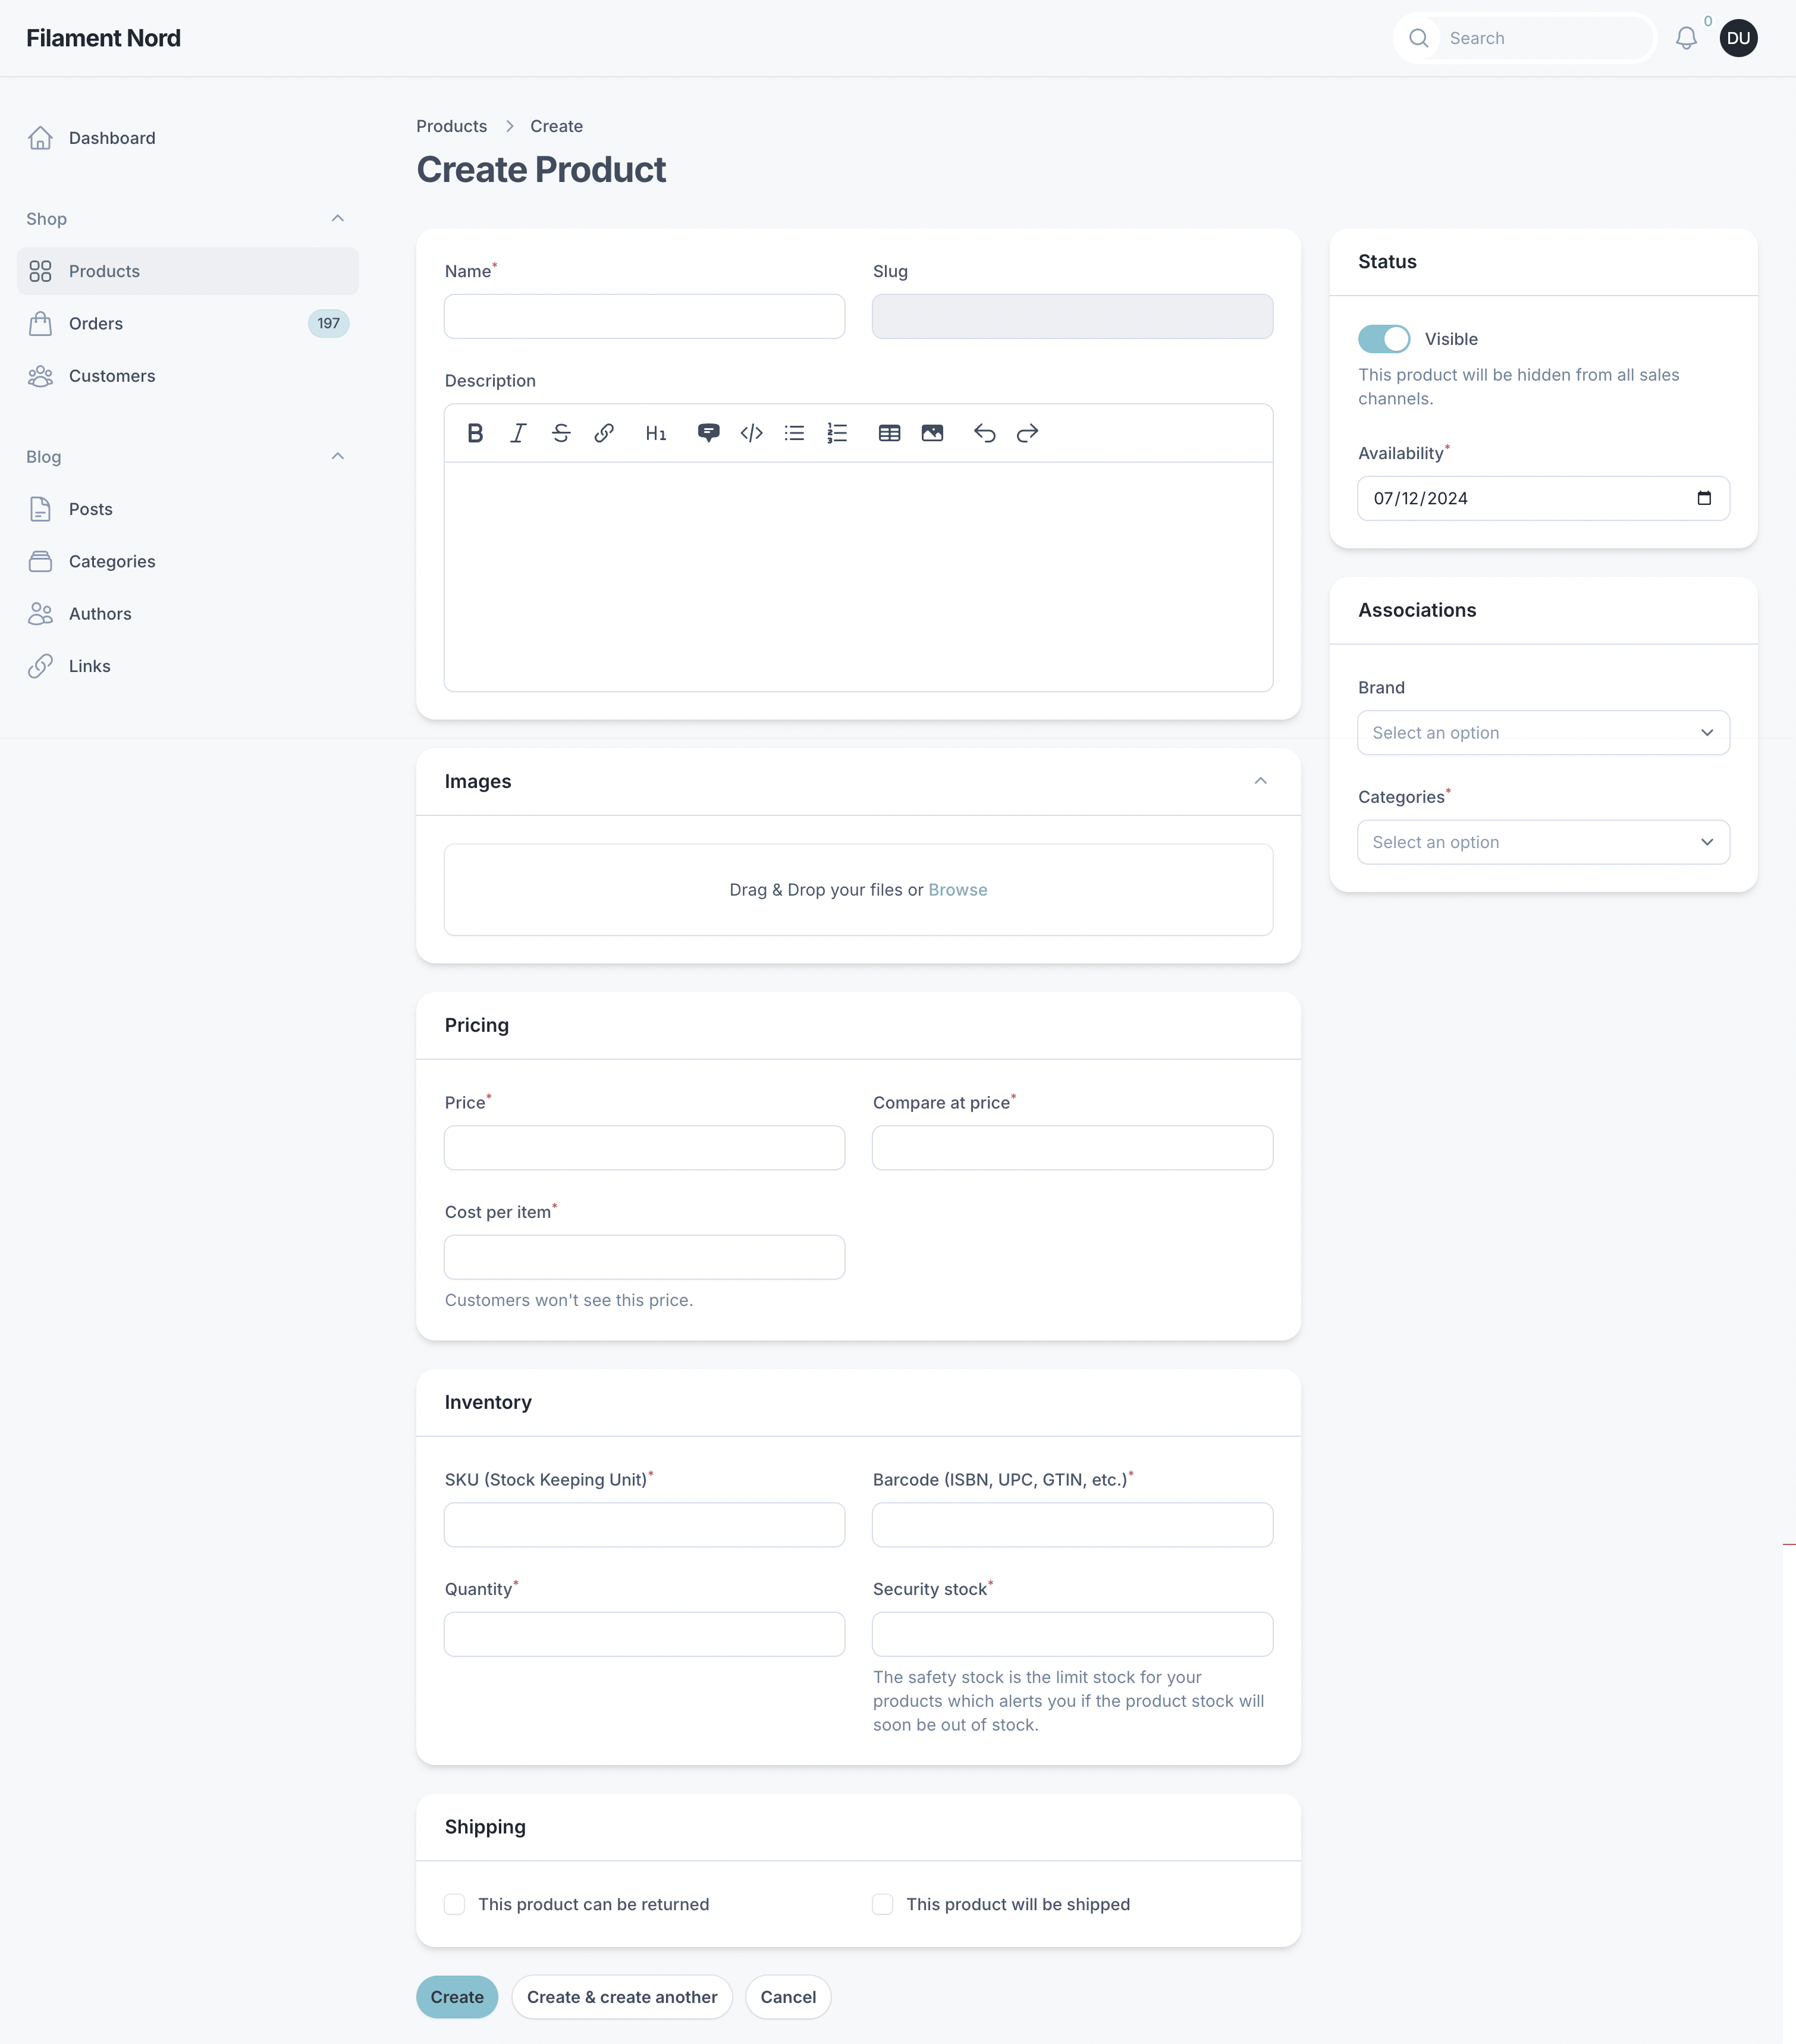 Filament Nord
Search
0
DU
Dashboard
Shop
Products
Orders
197
Customers
Blog
Posts
Categories
Authors
Links
Products
Create
Create Product
Name*
Slug
Description
H1
Images
Drag & Drop your files or Browse
Pricing
Price*
Compare at price*
Cost per item*
Customers won't see this price.
Inventory
SKU (Stock Keeping Unit)*
Barcode (ISBN, UPC, GTIN, etc.)*
Quantity*
Security stock*
The safety stock is the limit stock for your
products which alerts you if the product stock will
soon be out of stock.
Shipping
This product can be returned
This product will be shipped
Create
Create & create another
Cancel
Status
Visible
This product will be hidden from all sales
channels.
Availability*
07/12/2024
Associations
Brand
Select an option
Categories*
Select an option